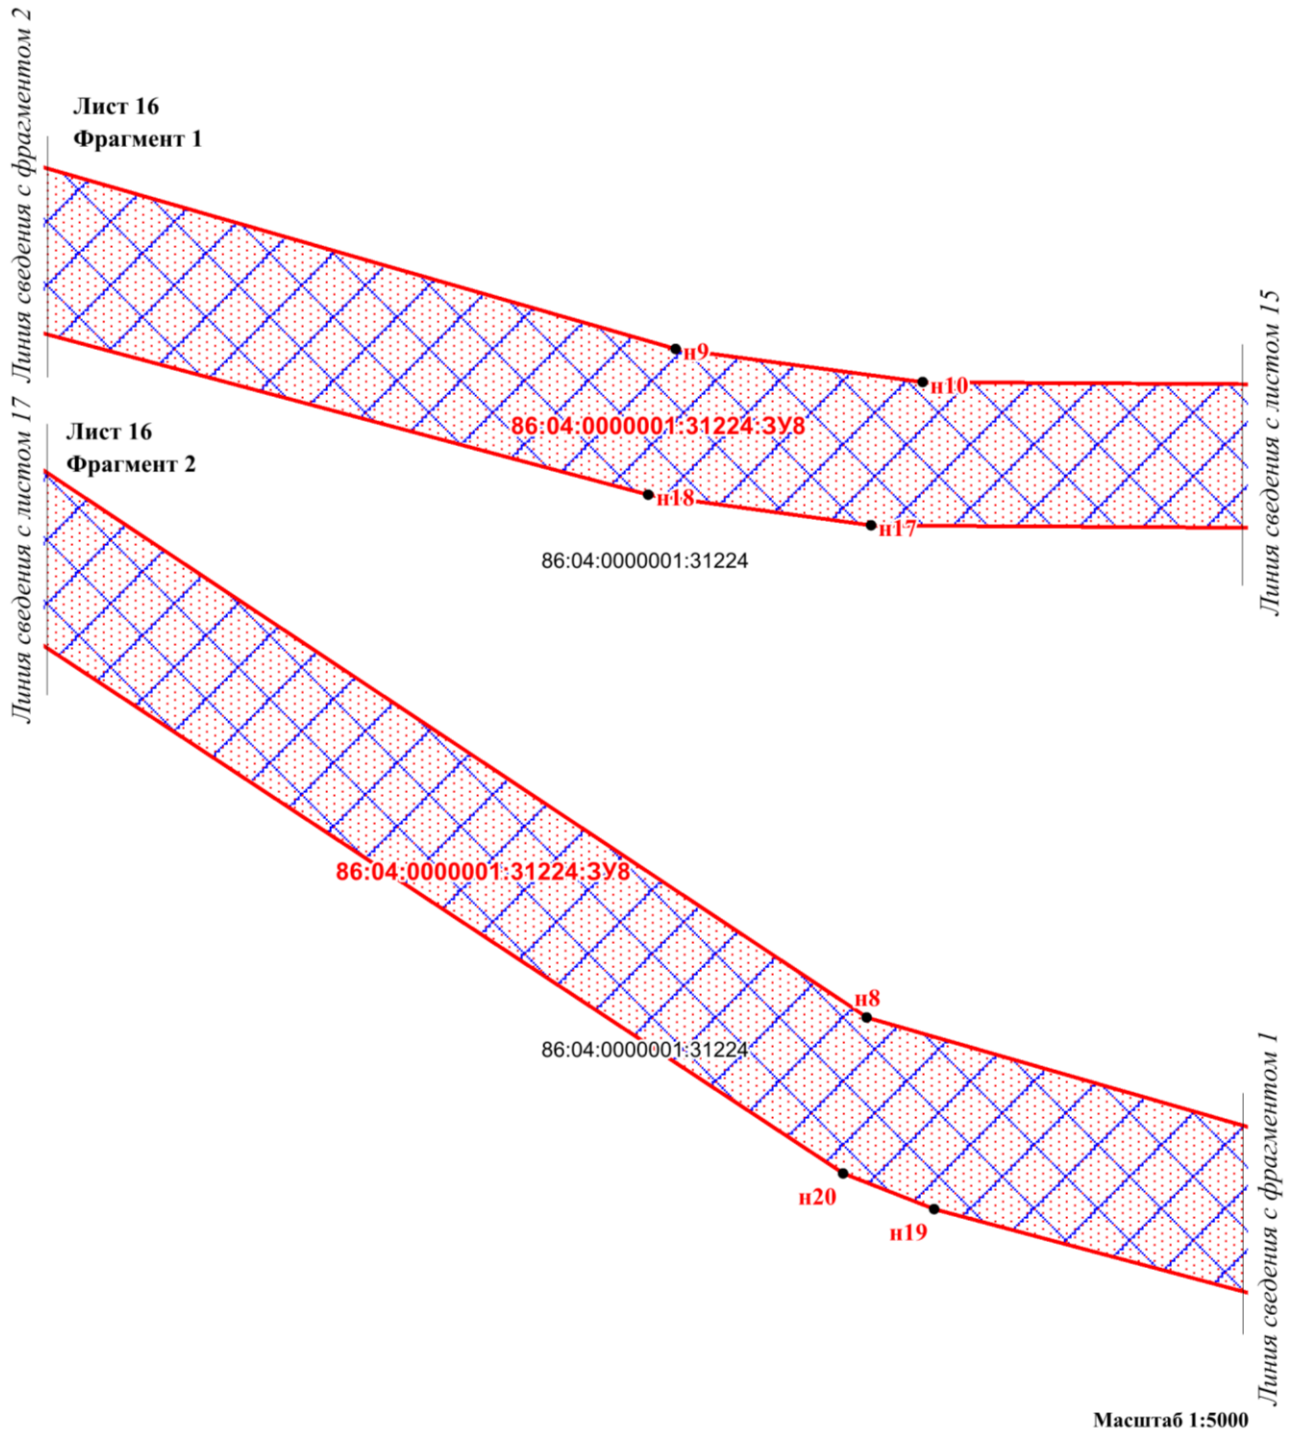 Линия сведения с фрагментом 2
Лист 16
Фрагмент 1
н9
н10
86:04:0000001:31224:ЗУ8
н18
н17
86:04:0000001:31224
Линия сведения с листом 15
Линия сведения с листом 17
Лист 16
Фрагмент 2
86:04:0000001:31224:ЗУ8
н8
86:04:0000001:31224
н20
н19
Линия сведения с фрагментом 1
Масштаб 1:5000